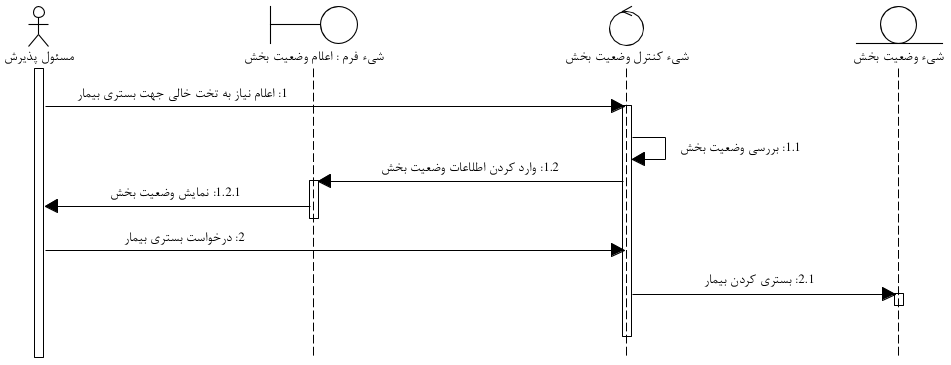 مسئول پذیرش
شیء فرم : اعلام وضعیت بخش
شیء کنترل وضعیت بخش
شیء وضعیت بخش
1: اعلام نیاز به تخت خالی جهت بستری بیمار
1.1: بررسی وضعیت بخش
1.2: وارد کردن اطلاعات وضعیت بخش
1.2.1: نمایش وضعیت بخش
2: درخواست بستری بیمار
2.1: بستری کردن بیمار